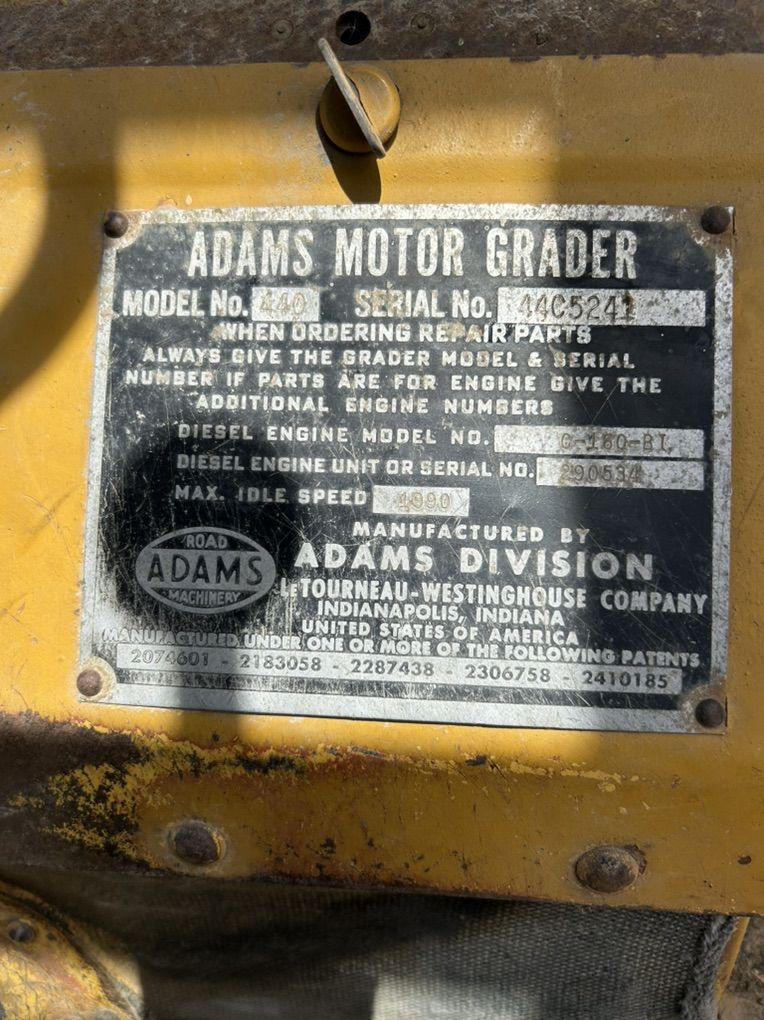 ADAMS MOTOR GRADER
MODEL No. 440 SERIAL No. 44C5241
WHEN ORDERING REPAIR PARTS
ALWAYS GIVE THE GRADER MODEL & SERIAL
NUMBER IF PARTS ARE FOR ENGINE GIVE THE
ADDITIONAL ENGINE NUMBERS
DIESEL ENGINE MODEL NO.
DIESEL ENGINE UNIT OR SERIAL NO. 290534
MAX. IDLE SPEED
MANUFACTURED BY
ADAMS DIVISION
LETOURNEAU-WESTINGHOUSE COMPANY
INDIANAPOLIS, INDIANA
UNITED STATES OF AMERICA
ROAD
ADAMS
MACHINERY
MANUFACTURED UNDER ONE OR MORE OF THE FOLLOWING PATENTS
2074601 - 2183058 - 2287438 - 2306758 - 2410185